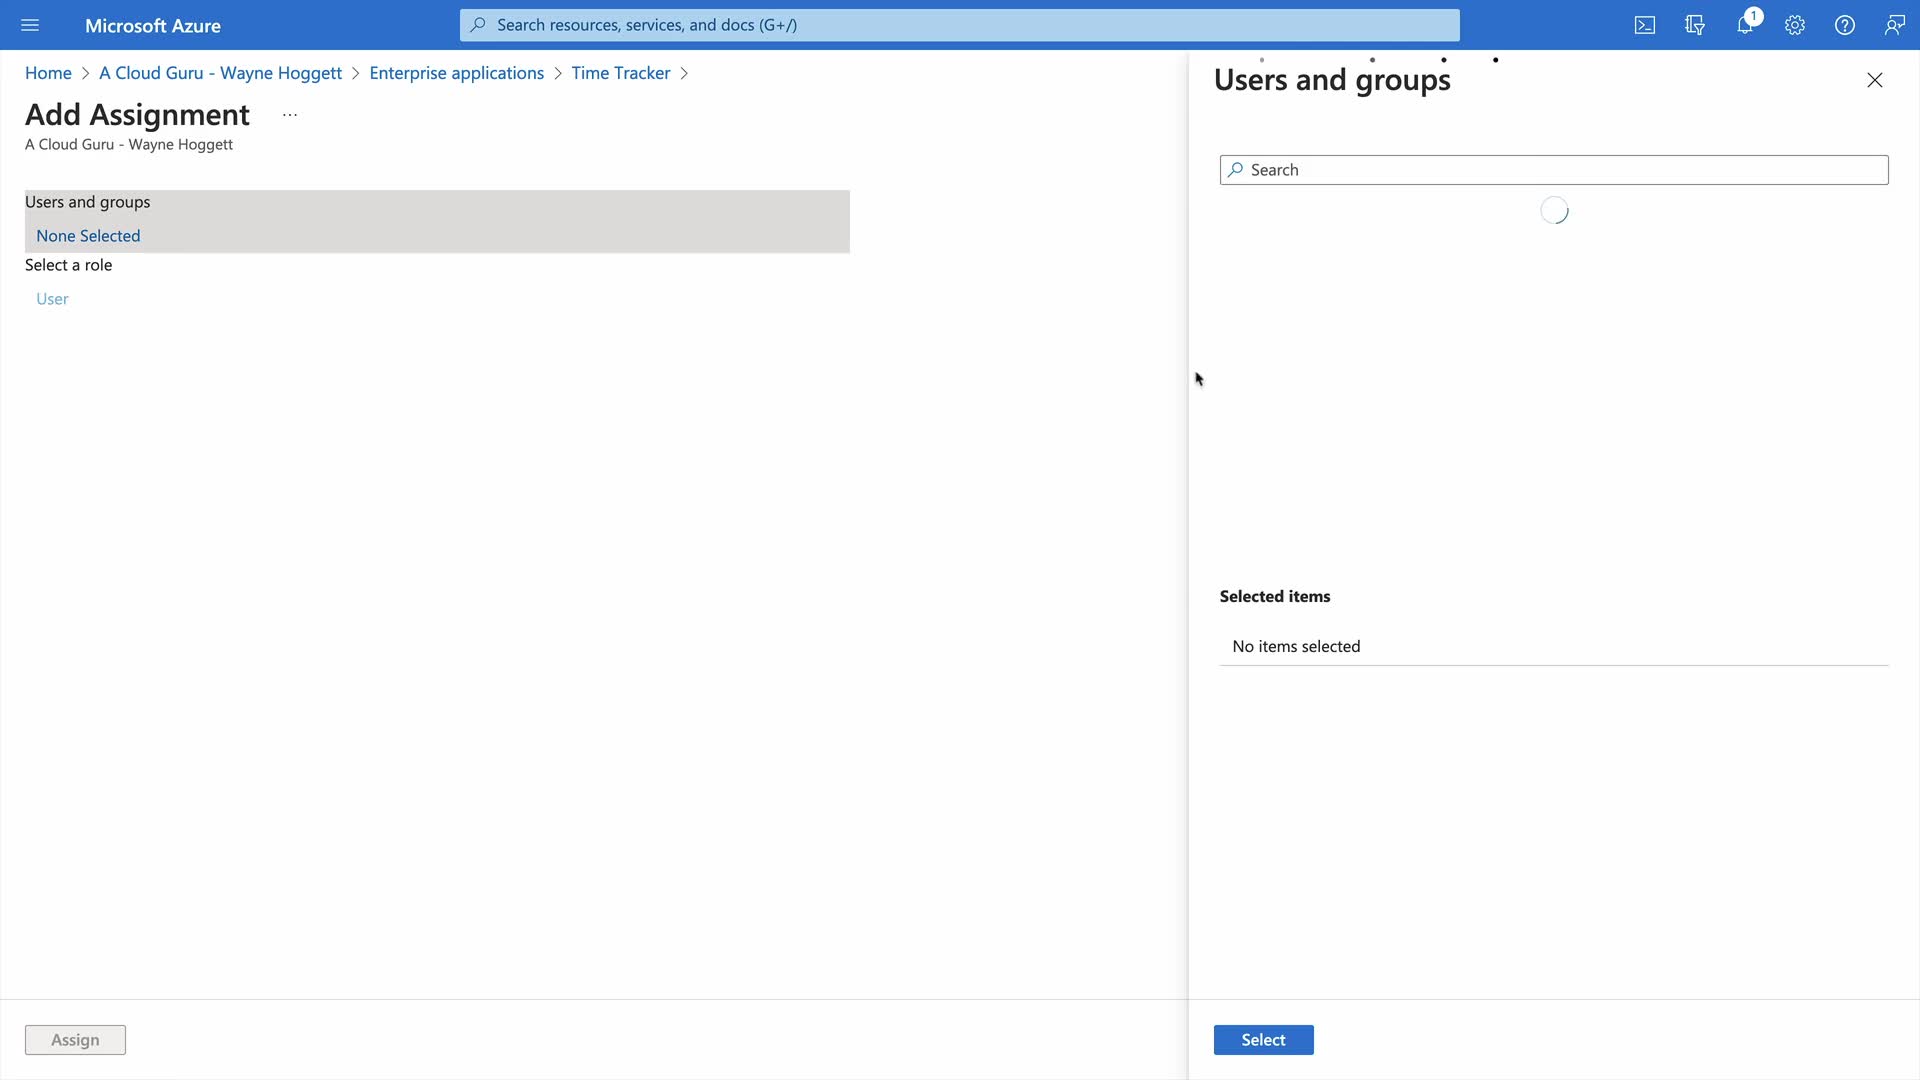 Microsoft Azure
Search resources, services, and docs (G+/)
1
Home > A Cloud Guru - Wayne Hoggett > Enterprise applications > Time Tracker >
Add Assignment ...
A Cloud Guru - Wayne Hoggett
Users and groups
None Selected
Select a role
User
Assign
Users and groups
Search
Selected items
No items selected
Select